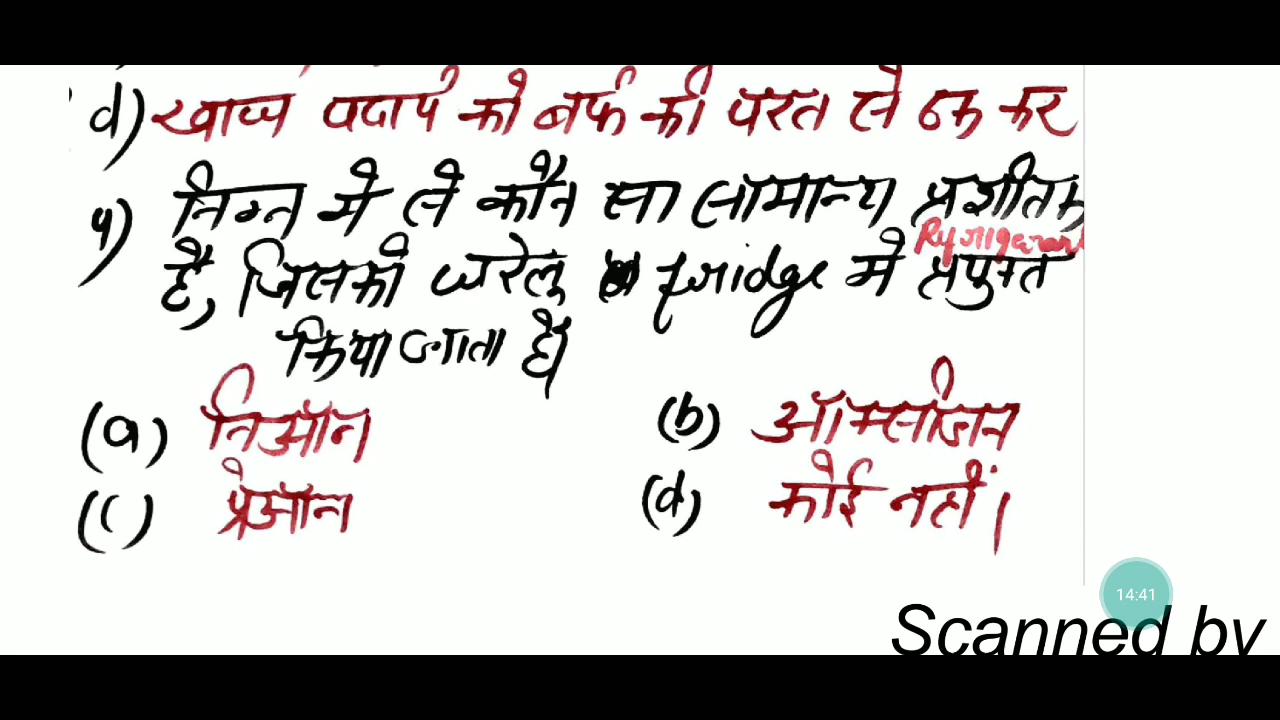 d) खाद्य पदार्थ को बर्फ की परत से ढक कर
५) निम्न में से कौन सा सामान्य प्रशीतक
Refrigerant
है, जिसको घरेलु fridge में प्रयुक्त
किया जाता है।
(a) निऑन (b) ऑक्सीजन
(c) प्रेऑन (d) कोई नहीं।
14:41
Scanned by